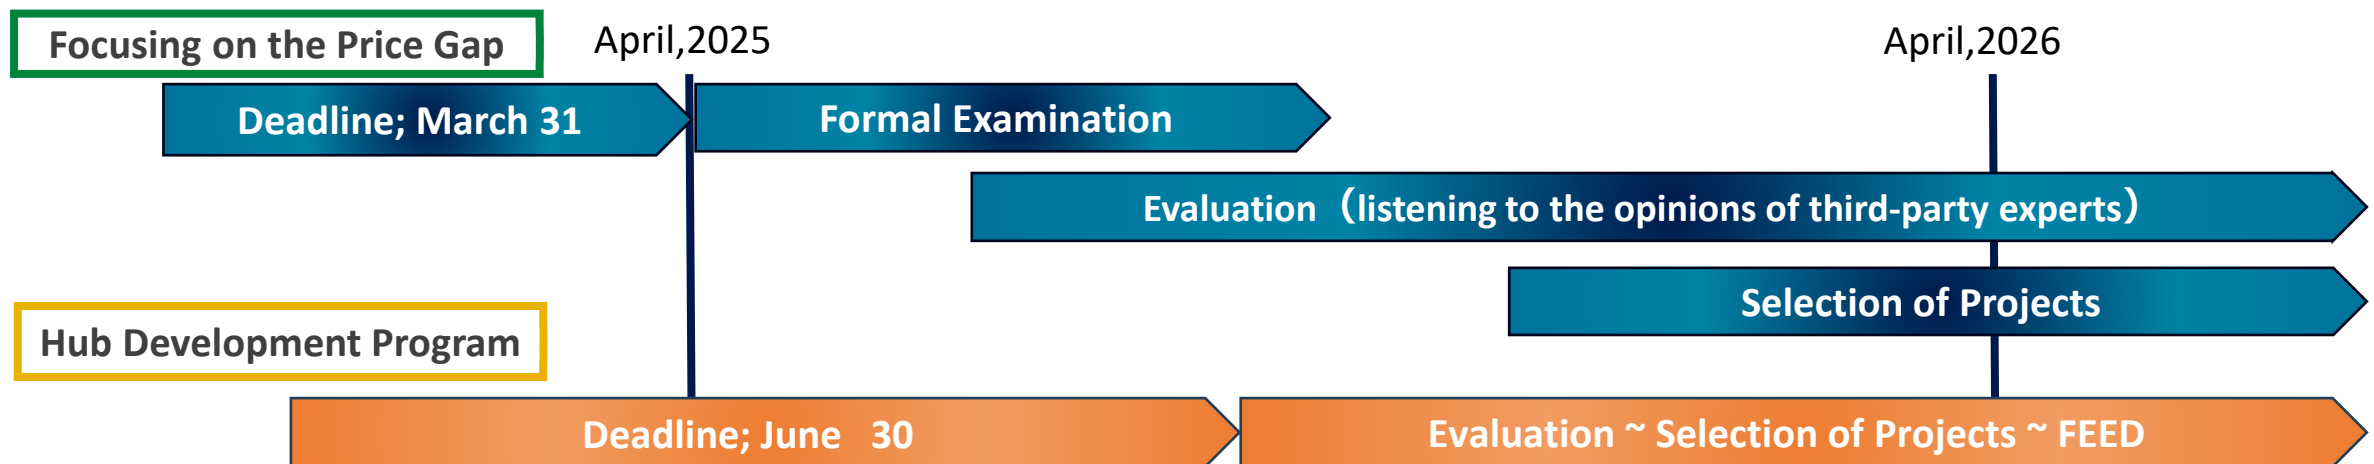 Focusing on the Price Gap
April,2025
April,2026
Deadline; March 31
Formal Examination
Evaluation（listening to the opinions of third-party experts）
Selection of Projects
Hub Development Program
Deadline; June 30
Evaluation ~ Selection of Projects ~ FEED